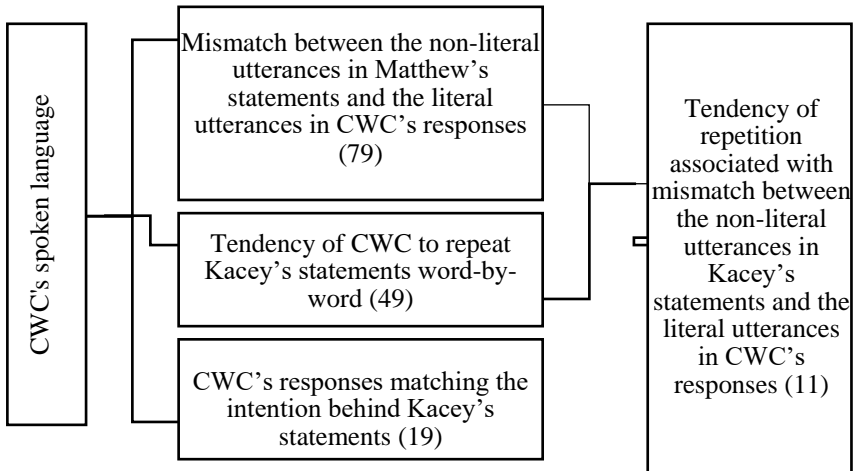 CWC's spoken language
Mismatch between the non-literal
utterances in Matthew’s
statements and the literal
utterances in CWC’s responses
(79)
Tendency of CWC to repeat
Kacey’s statements word-by-
word (49)
CWC’s responses matching the
intention behind Kacey’s
statements (19)
Tendency of
repetition
associated with
mismatch between
the non-literal
utterances in
Kacey’s
statements and the
literal utterances
in CWC’s
responses (11)